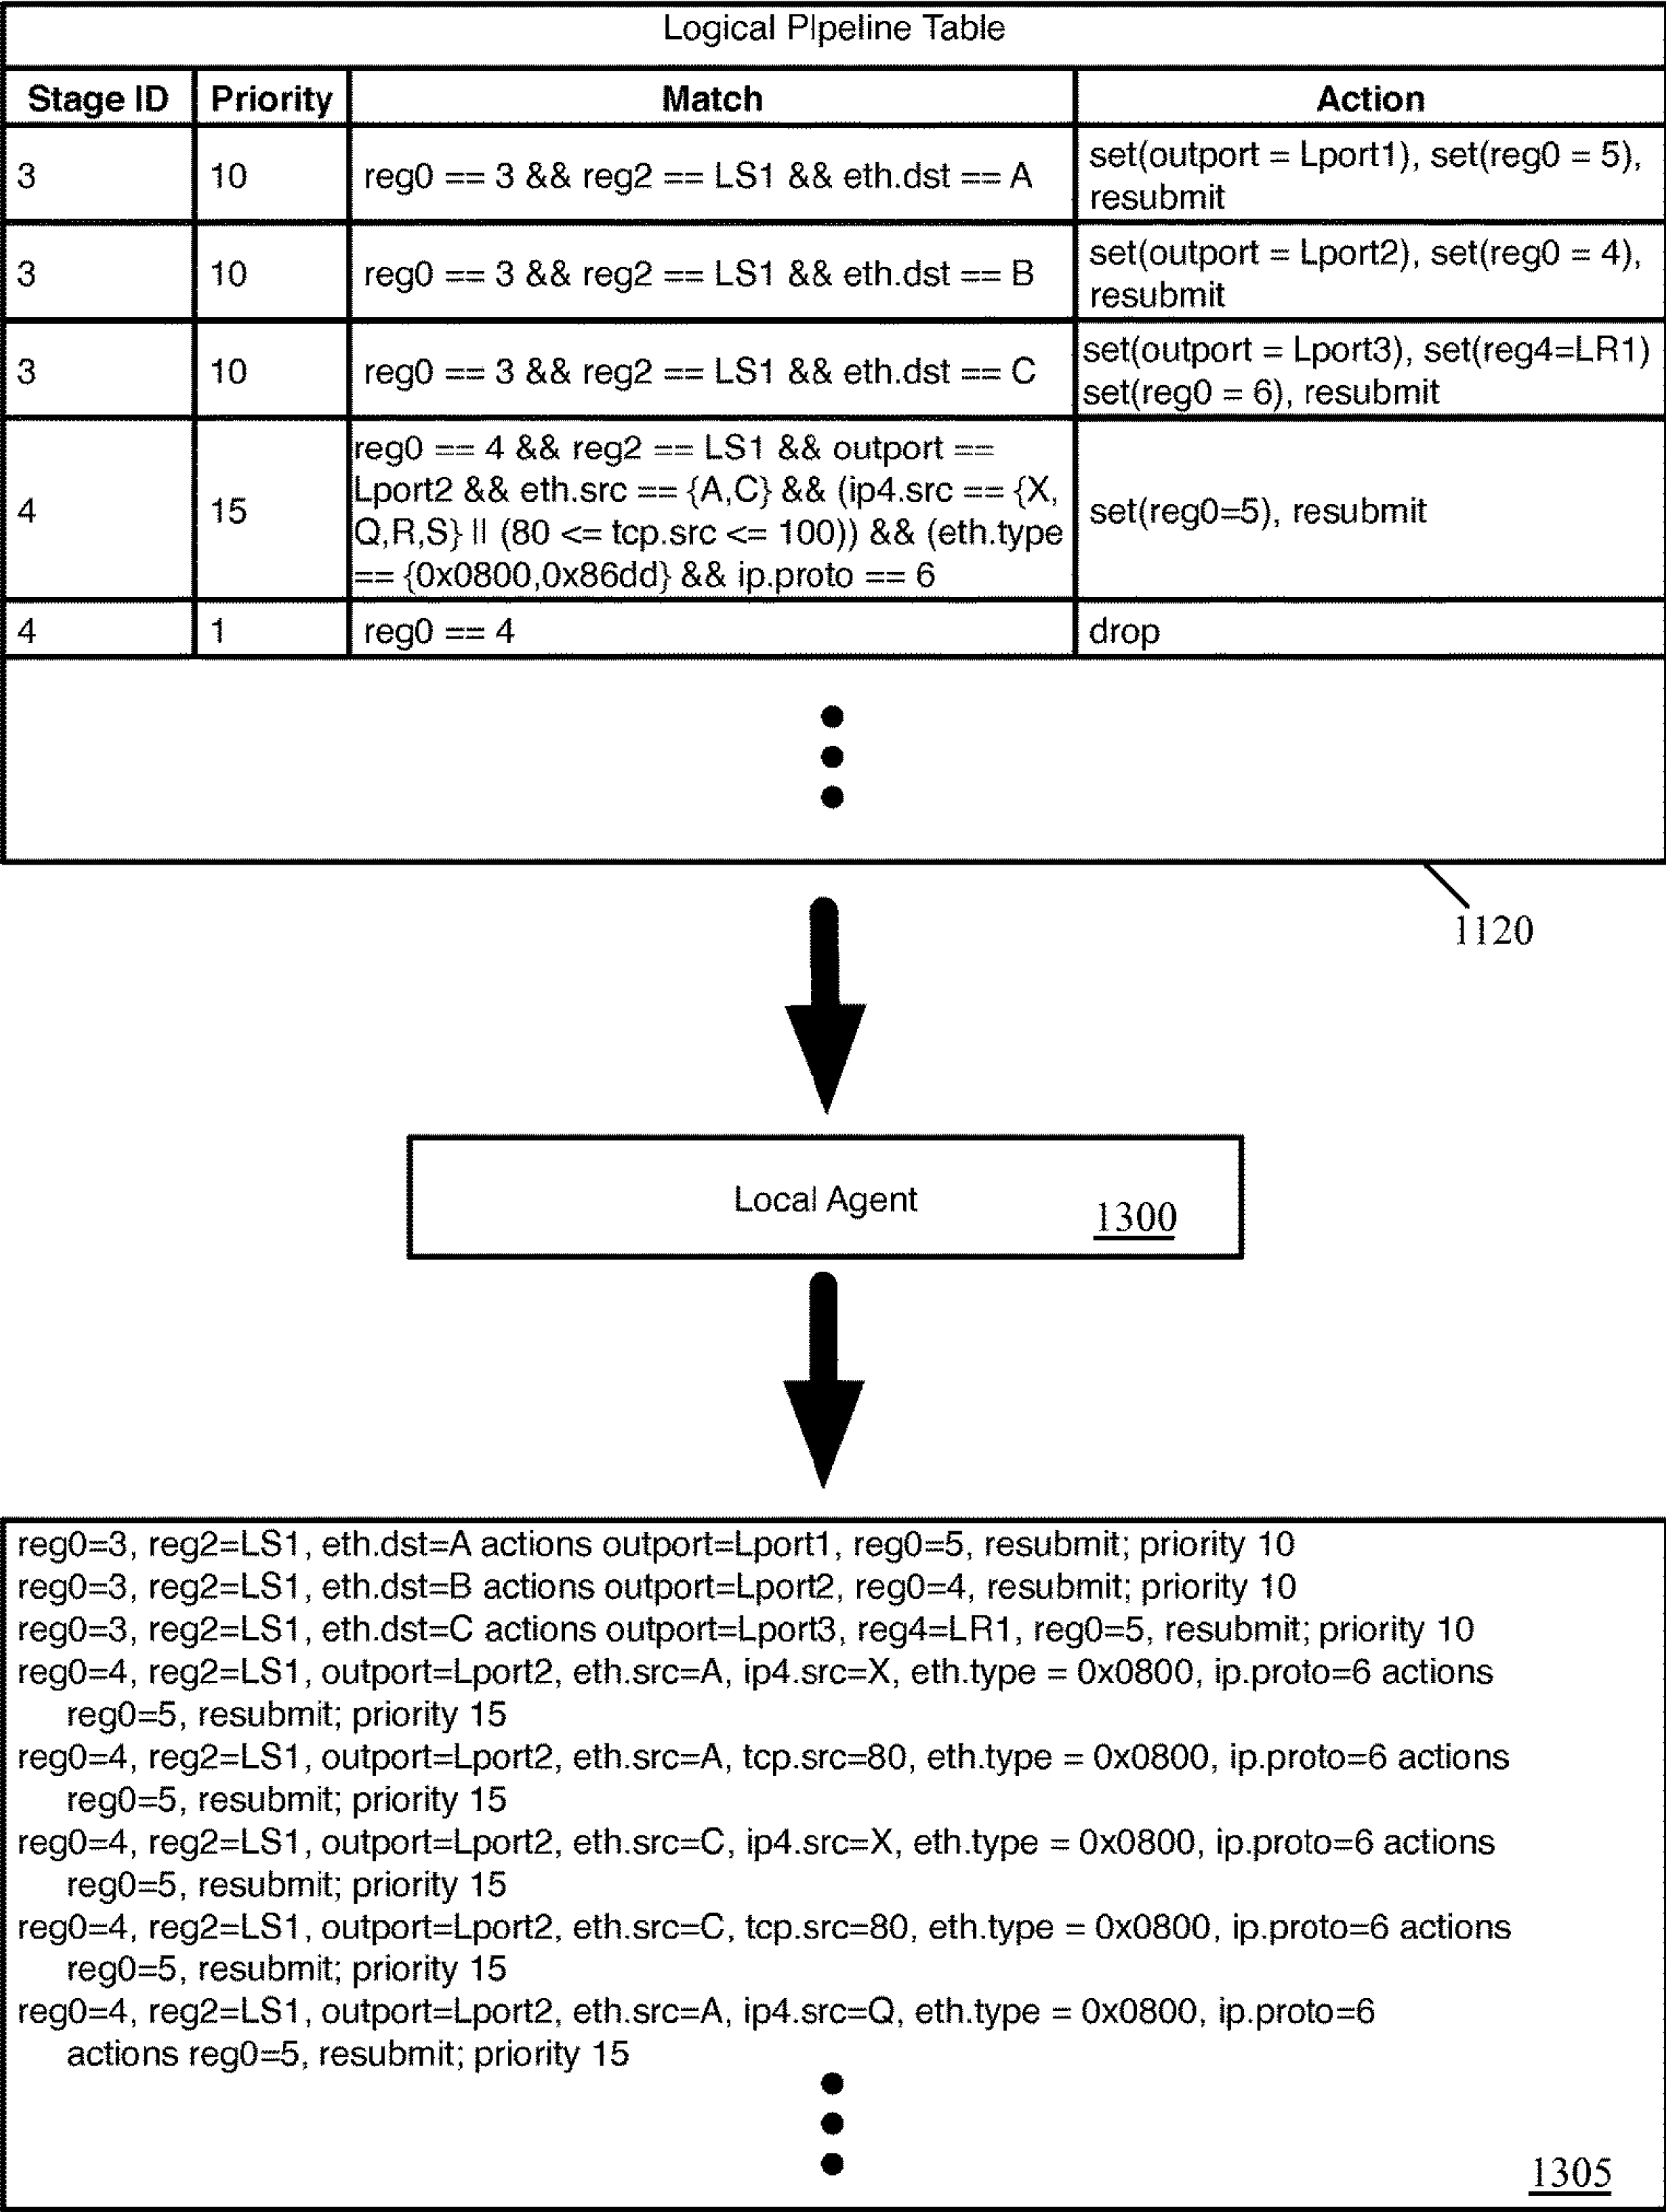 Logical Pipeline Table
Stage ID Priority Match Action
3 10 reg0 == 3 && reg2 == LS1 && eth.dst == A set(outport = Lport1), set(reg0 = 5),
resubmit
3 10 reg0 == 3 && reg2 == LS1 && eth.dst == B set(outport = Lport2), set(reg0 = 4),
resubmit
3 10 reg0 == 3 && reg2 == LS1 && eth.dst == C set(outport = Lport3), set(reg4=LR1)
set(reg0 = 6), resubmit
4 15 reg0 == 4 && reg2 == LS1 && outport ==
Lport2 && eth.src == {A,C} && (ip4.src == {X,
Q,R,S} || (80 <= tcp.src <= 100)) && (eth.type
== {0x0800,0x86dd} && ip.proto == 6
set(reg0=5), resubmit
4 1 reg0 == 4 drop
1120
Local Agent 1300
reg0=3, reg2=LS1, eth.dst=A actions outport=Lport1, reg0=5, resubmit; priority 10
reg0=3, reg2=LS1, eth.dst=B actions outport=Lport2, reg0=4, resubmit; priority 10
reg0=3, reg2=LS1, eth.dst=C actions outport=Lport3, reg4=LR1, reg0=5, resubmit; priority 10
reg0=4, reg2=LS1, outport=Lport2, eth.src=A, ip4.src=X, eth.type = 0x0800, ip.proto=6 actions
reg0=5, resubmit; priority 15
reg0=4, reg2=LS1, outport=Lport2, eth.src=A, tcp.src=80, eth.type = 0x0800, ip.proto=6 actions
reg0=5, resubmit; priority 15
reg0=4, reg2=LS1, outport=Lport2, eth.src=C, ip4.src=X, eth.type = 0x0800, ip.proto=6 actions
reg0=5, resubmit; priority 15
reg0=4, reg2=LS1, outport=Lport2, eth.src=C, tcp.src=80, eth.type = 0x0800, ip.proto=6 actions
reg0=5, resubmit; priority 15
reg0=4, reg2=LS1, outport=Lport2, eth.src=A, ip4.src=Q, eth.type = 0x0800, ip.proto=6
actions reg0=5, resubmit; priority 15
1305